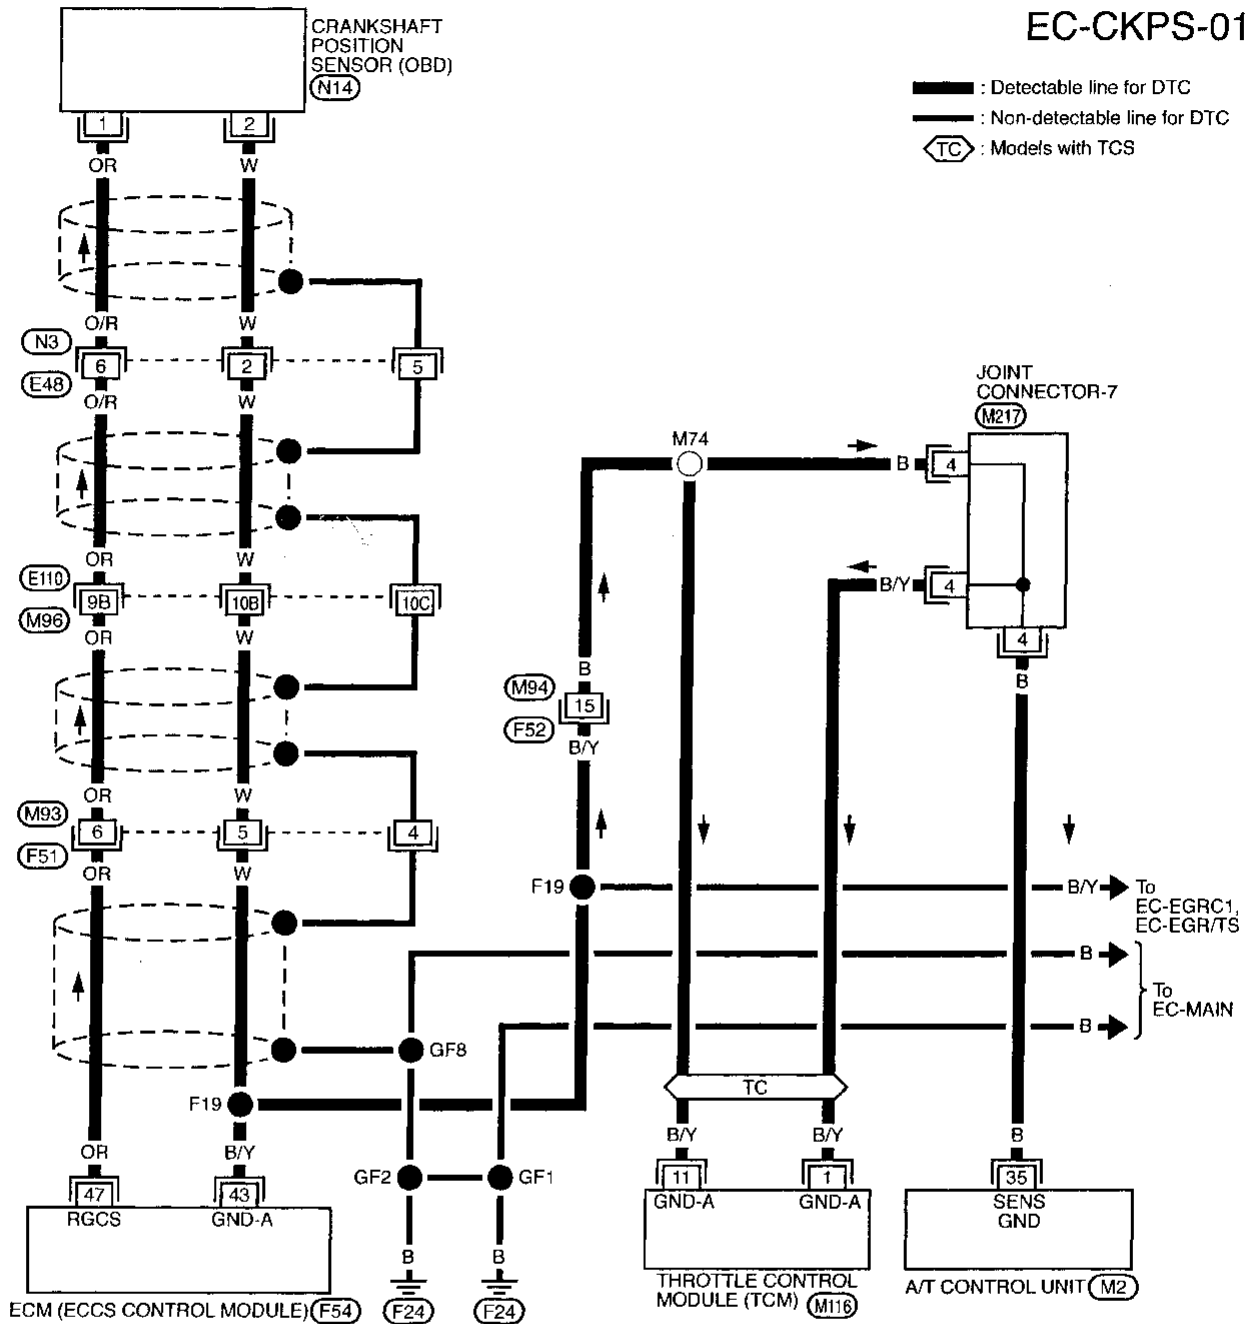 EC-CKPS-01
CRANKSHAFT
POSITION
SENSOR (OBD)
N14
: Detectable line for DTC
: Non-detectable line for DTC
TC : Models with TCS
1 2
OR W
O/R W
N3
6 2 5
E48
O/R W
JOINT
CONNECTOR-7
M217
M74
B 4
OR W
E110
9B 10B 10C
M96
OR W
B/Y 4
4
B
B
M94
15
F52
B/Y
OR W
M93
6 5 4
F51
OR W
F19
B/Y To
EC-EGRC1,
EC-EGR/TS
B
To
EC-MAIN
B
GF8
F19
TC
OR B/Y
B/Y B/Y B
GF2 GF1
47 43
RGCS GND-A
11 1
GND-A GND-A
35
SENS
GND
B B
ECM (ECCS CONTROL MODULE) F54
F24 F24
THROTTLE CONTROL
MODULE (TCM) M116
A/T CONTROL UNIT M2